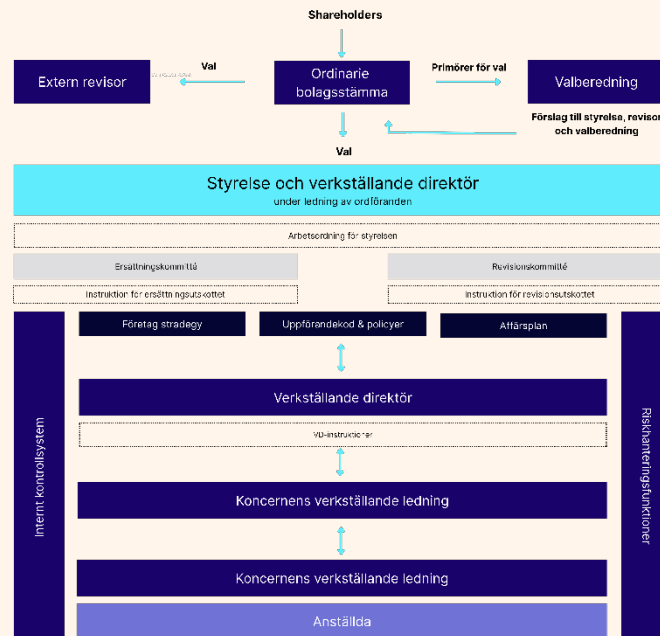 Shareholders
Extern revisor
Val
Ordinarie
bolagsstämma
Primörer för val
Valberedning
Förslag till styrelse, revisor
och valberedning
Val
Styrelse och verkställande direktör
under ledning av ordföranden
Arbetsordning för styrelsen
Ersättningskommitté
Revisionskommitté
Instruktion för ersättningsutskottet
Instruktion för revisionsutskottet
Företag stradegy
Uppförandekod & policyer
Affärsplan
Internt kontrollsystem
Riskhanteringsfunktioner
Verkställande direktör
VD-instruktioner
Koncernens verkställande ledning
Koncernens verkställande ledning
Anställda